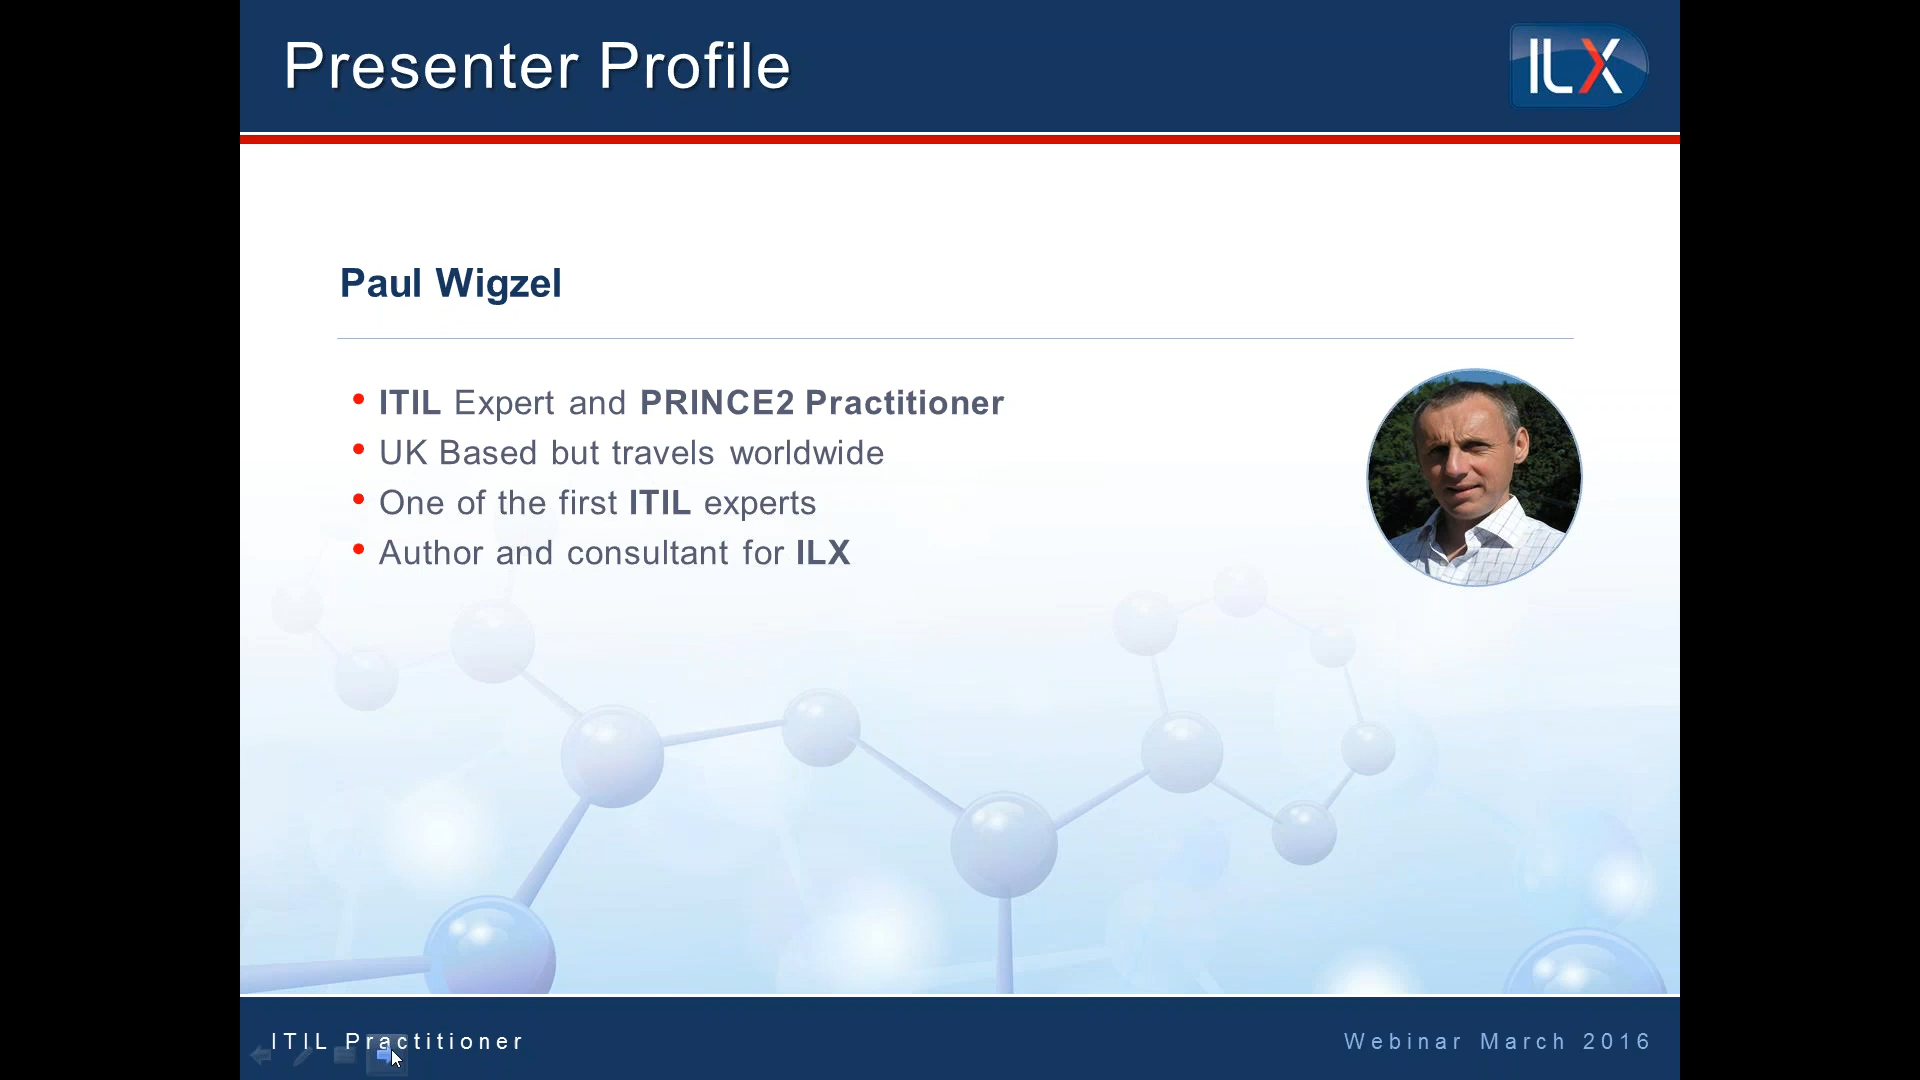 Presenter Profile
ILX
Paul Wigzel
• ITIL Expert and PRINCE2 Practitioner
• UK Based but travels worldwide
• One of the first ITIL experts
• Author and consultant for ILX
ITIL Practitioner
Webinar March 2016